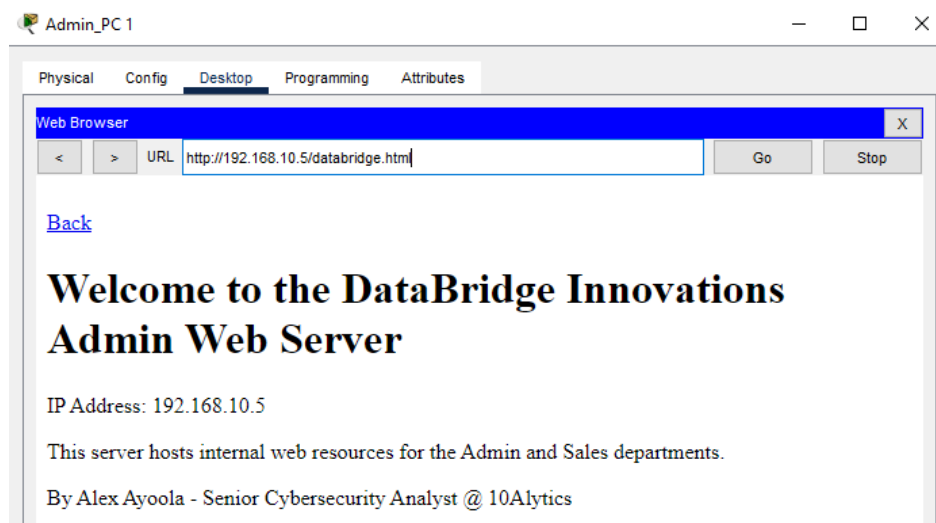 Admin_PC 1
Physical Config Desktop Programming Attributes
Web Browser X
< > URL http://192.168.10.5/databridge.html Go Stop
Back
Welcome to the DataBridge Innovations
Admin Web Server
IP Address: 192.168.10.5
This server hosts internal web resources for the Admin and Sales departments.
By Alex Ayoola - Senior Cybersecurity Analyst @ 10Alytics